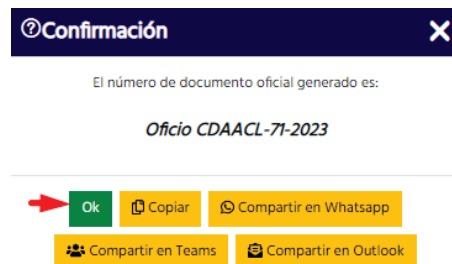 Confirmación
El número de documento oficial generado es:
Oficio CDAACL-71-2023
Ok Copiar Compartir en Whatsapp
Compartir en Teams Compartir en Outlook